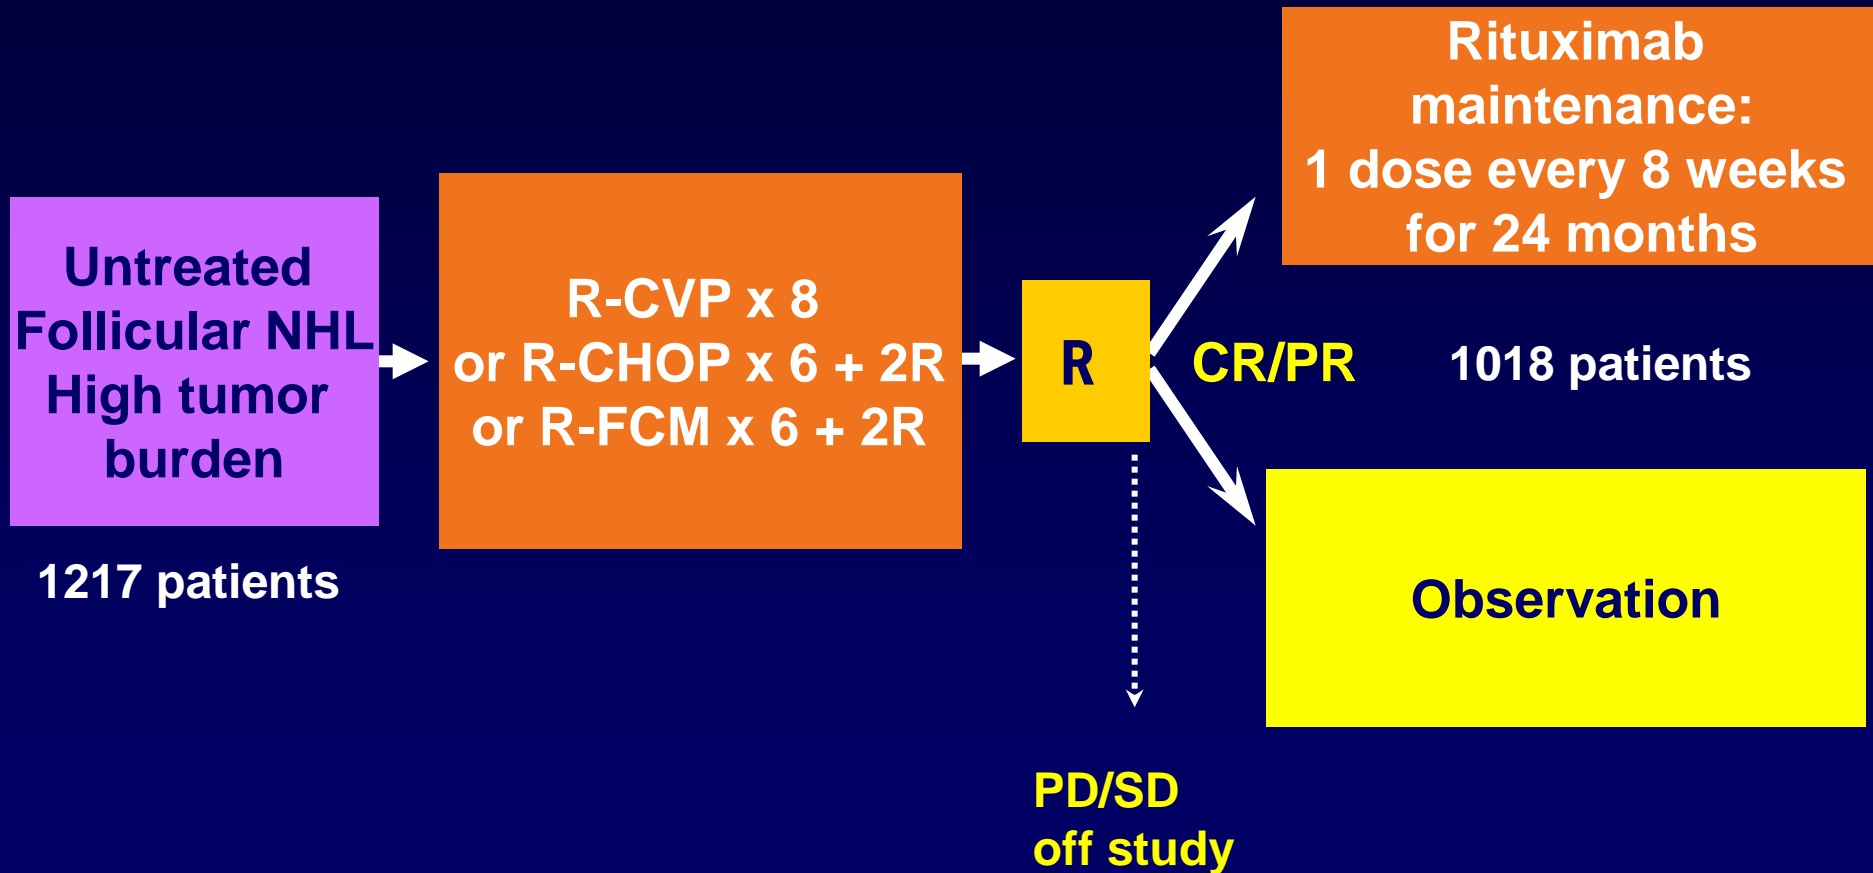 Untreated
Follicular NHL
High tumor
burden
1217 patients
R-CVP x 8
or R-CHOP x 6 + 2R
or R-FCM x 6 + 2R
R
CR/PR
1018 patients
Rituximab
maintenance:
1 dose every 8 weeks
for 24 months
Observation
PD/SD
off study